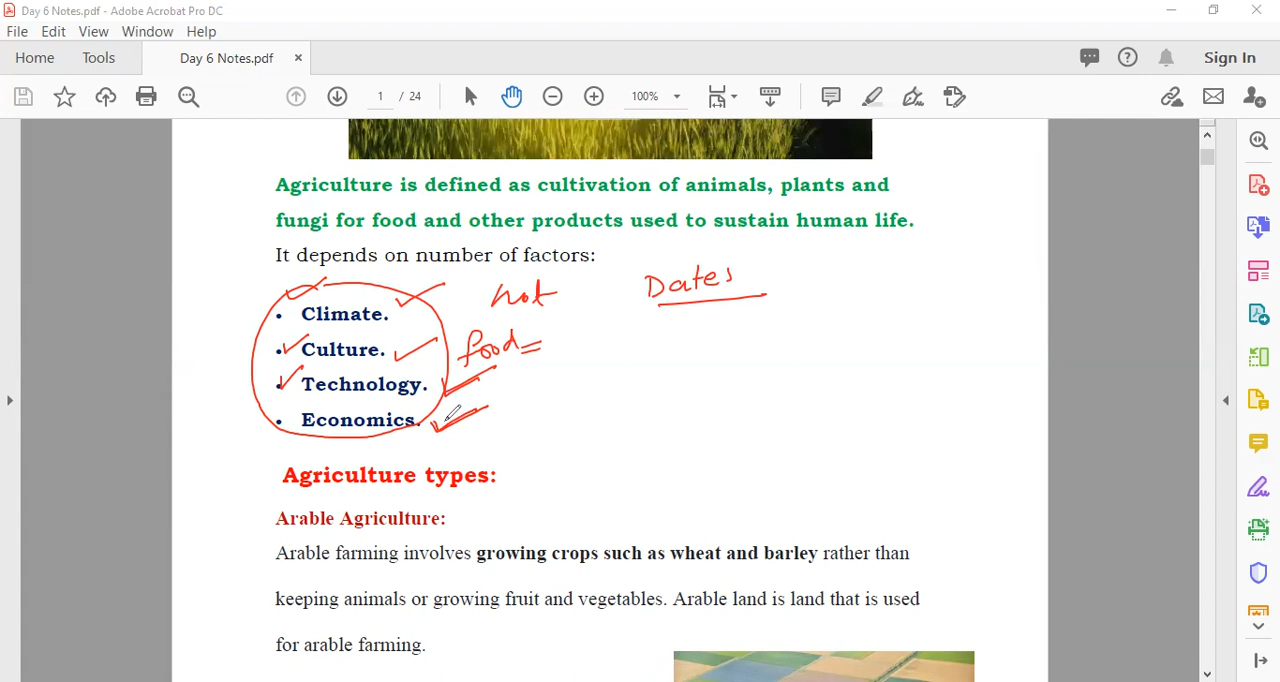 Day 6 Notes.pdf - Adobe Acrobat Pro DC
File Edit View Window Help
Home Tools Day 6 Notes.pdf × Sign In
1 / 24 100%
Agriculture is defined as cultivation of animals, plants and
fungi for food and other products used to sustain human life.
It depends on number of factors:
Dates
hot
• Climate.
• Culture. food
• Technology.
• Economics.
Agriculture types:
Arable Agriculture:
Arable farming involves growing crops such as wheat and barley rather than
keeping animals or growing fruit and vegetables. Arable land is land that is used
for arable farming.